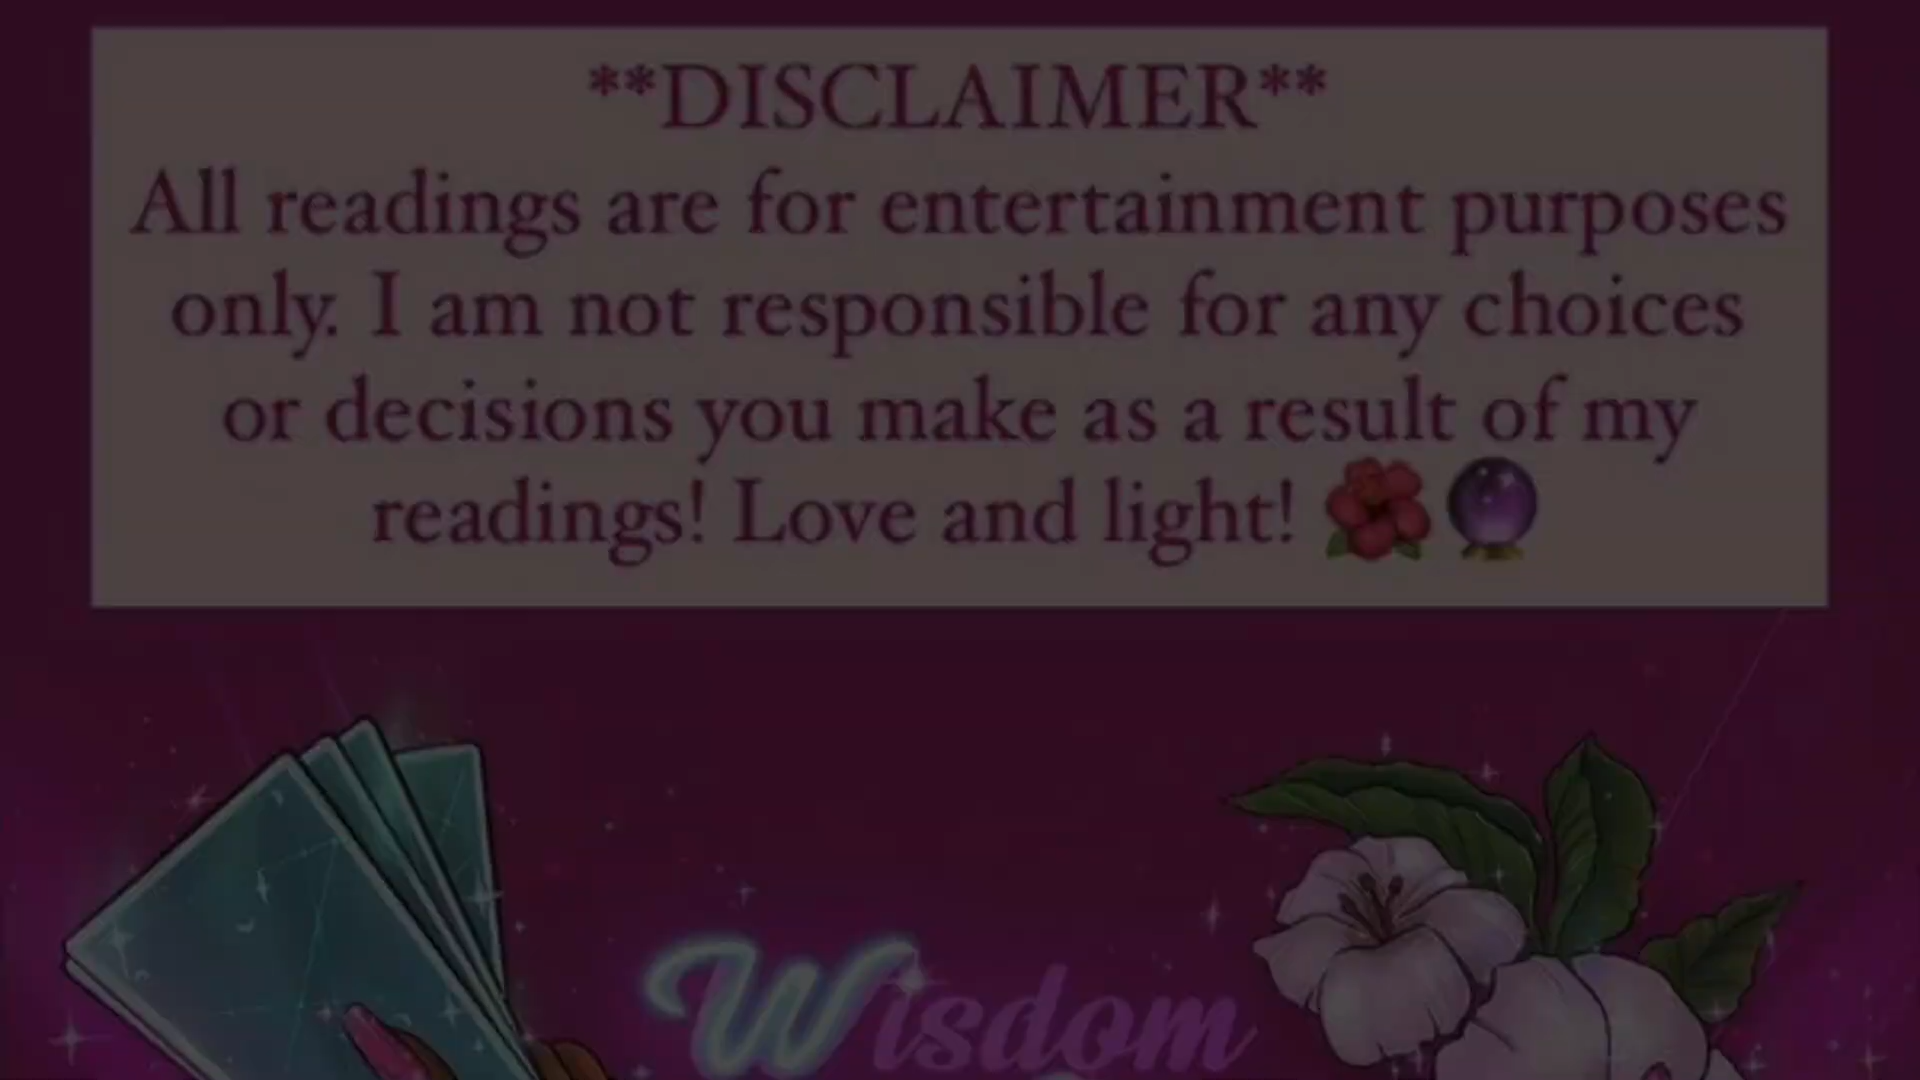 **DISCLAIMER**
All readings are for entertainment purposes
only. I am not responsible for any choices
or decisions you make as a result of my
readings! Love and light! 🌺🔮
Wisdom